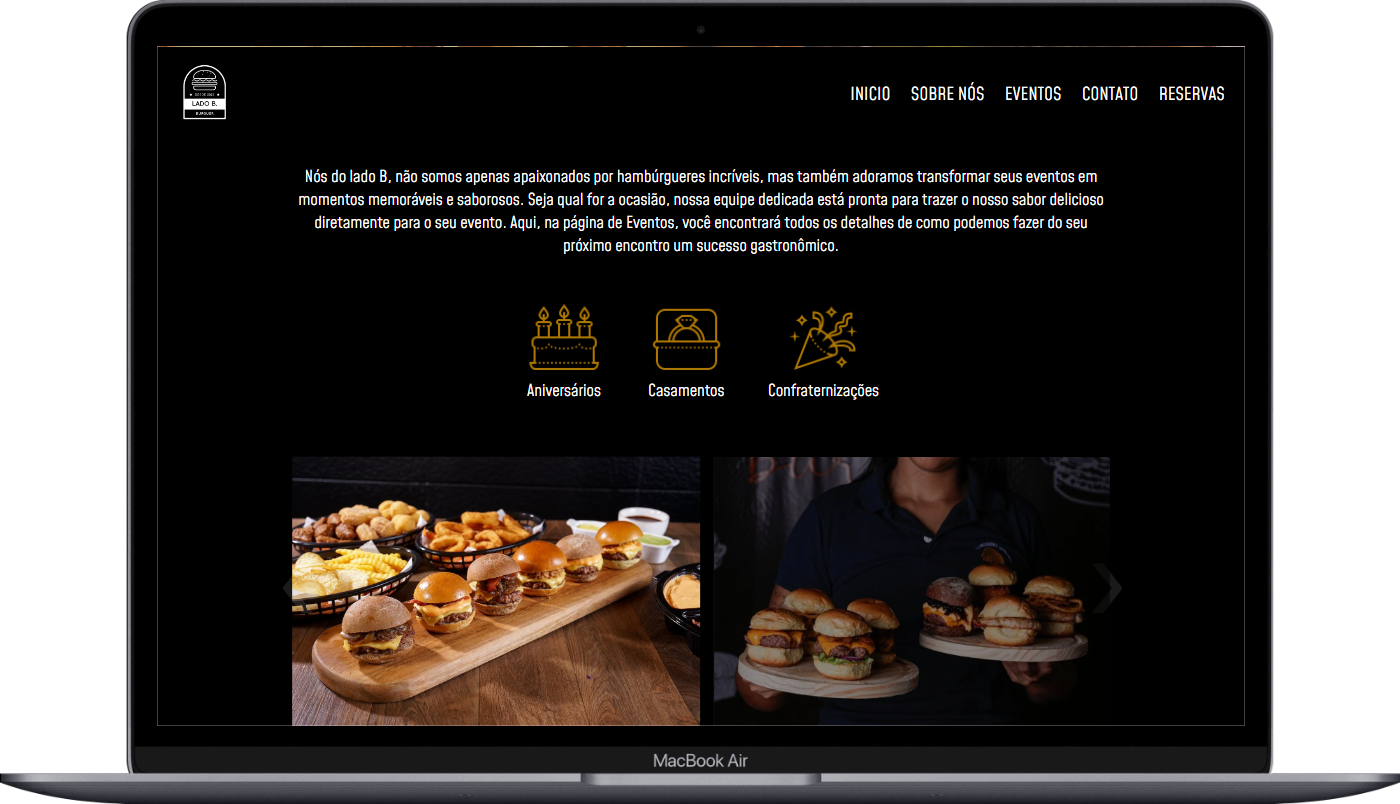 LADO B.
BURGUER
INICIO SOBRE NÓS EVENTOS CONTATO RESERVAS
Nós do lado B, não somos apenas apaixonados por hambúrgueres incríveis, mas também adoramos transformar seus eventos em
momentos memoráveis e saborosos. Seja qual for a ocasião, nossa equipe dedicada está pronta para trazer o nosso sabor delicioso
diretamente para o seu evento. Aqui, na página de Eventos, você encontrará todos os detalhes de como podemos fazer do seu
próximo encontro um sucesso gastronômico.
Aniversários Casamentos Confraternizações
MacBook Air